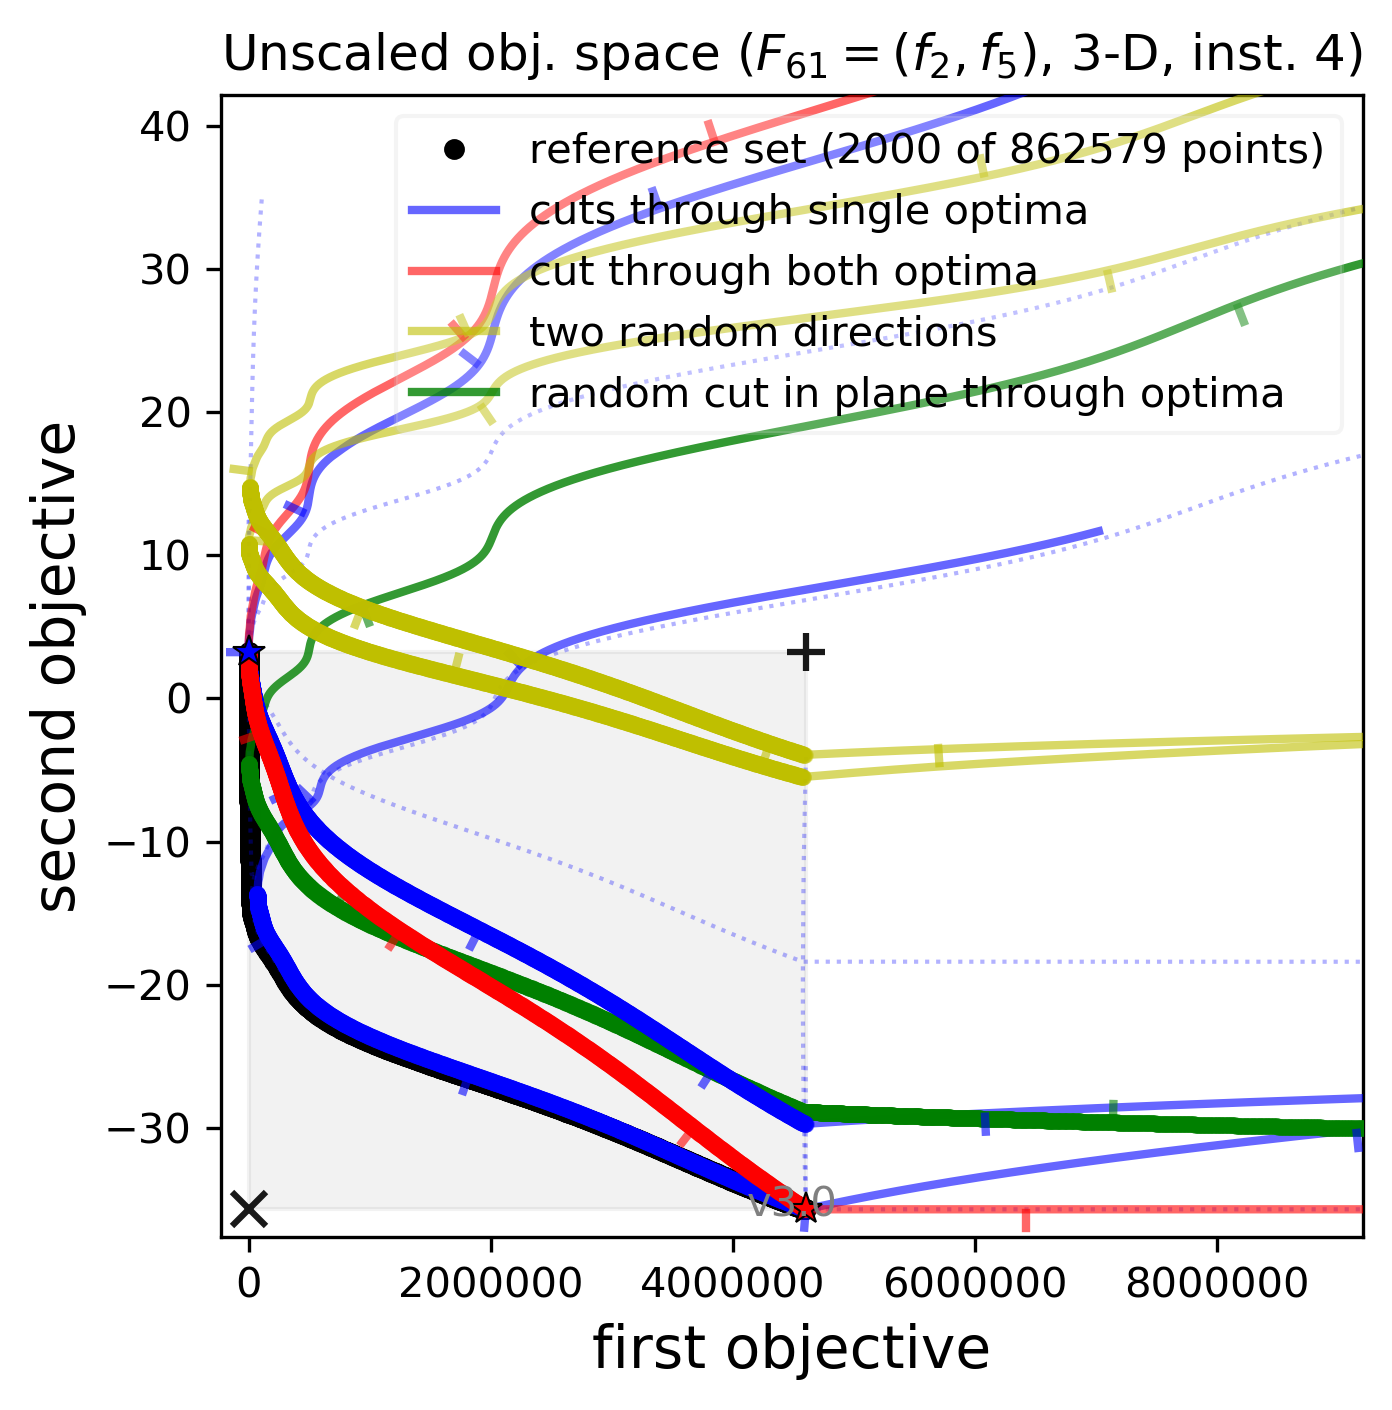 Unscaled obj. space (F61 = (f2, f5), 3-D, inst. 4)
reference set (2000 of 862579 points)
cuts through single optima
cut through both optima
two random directions
random cut in plane through optima
40
30
20
10
0
−10
−20
−30
second objective
v3.0
0 2000000 4000000 6000000 8000000
first objective